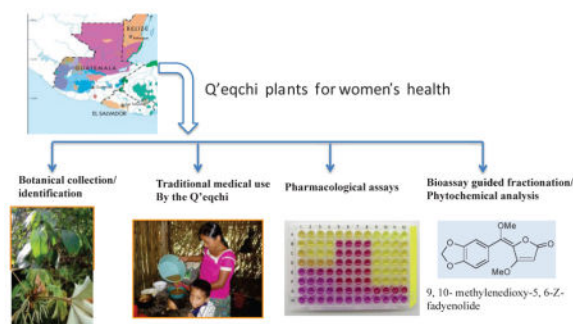 BELIZE
GUATEMALA
EL SALVADOR
Q'eqchi plants for women's health
Botanical collection/
identification
Traditional medical use
By the Q'eqchi
Pharmacological assays
Bioassay guided fractionation/
Phytochemical analysis
OMe
O
O
O
O
MeO
9, 10- methylenedioxy-5, 6-Z-
fadyenolide